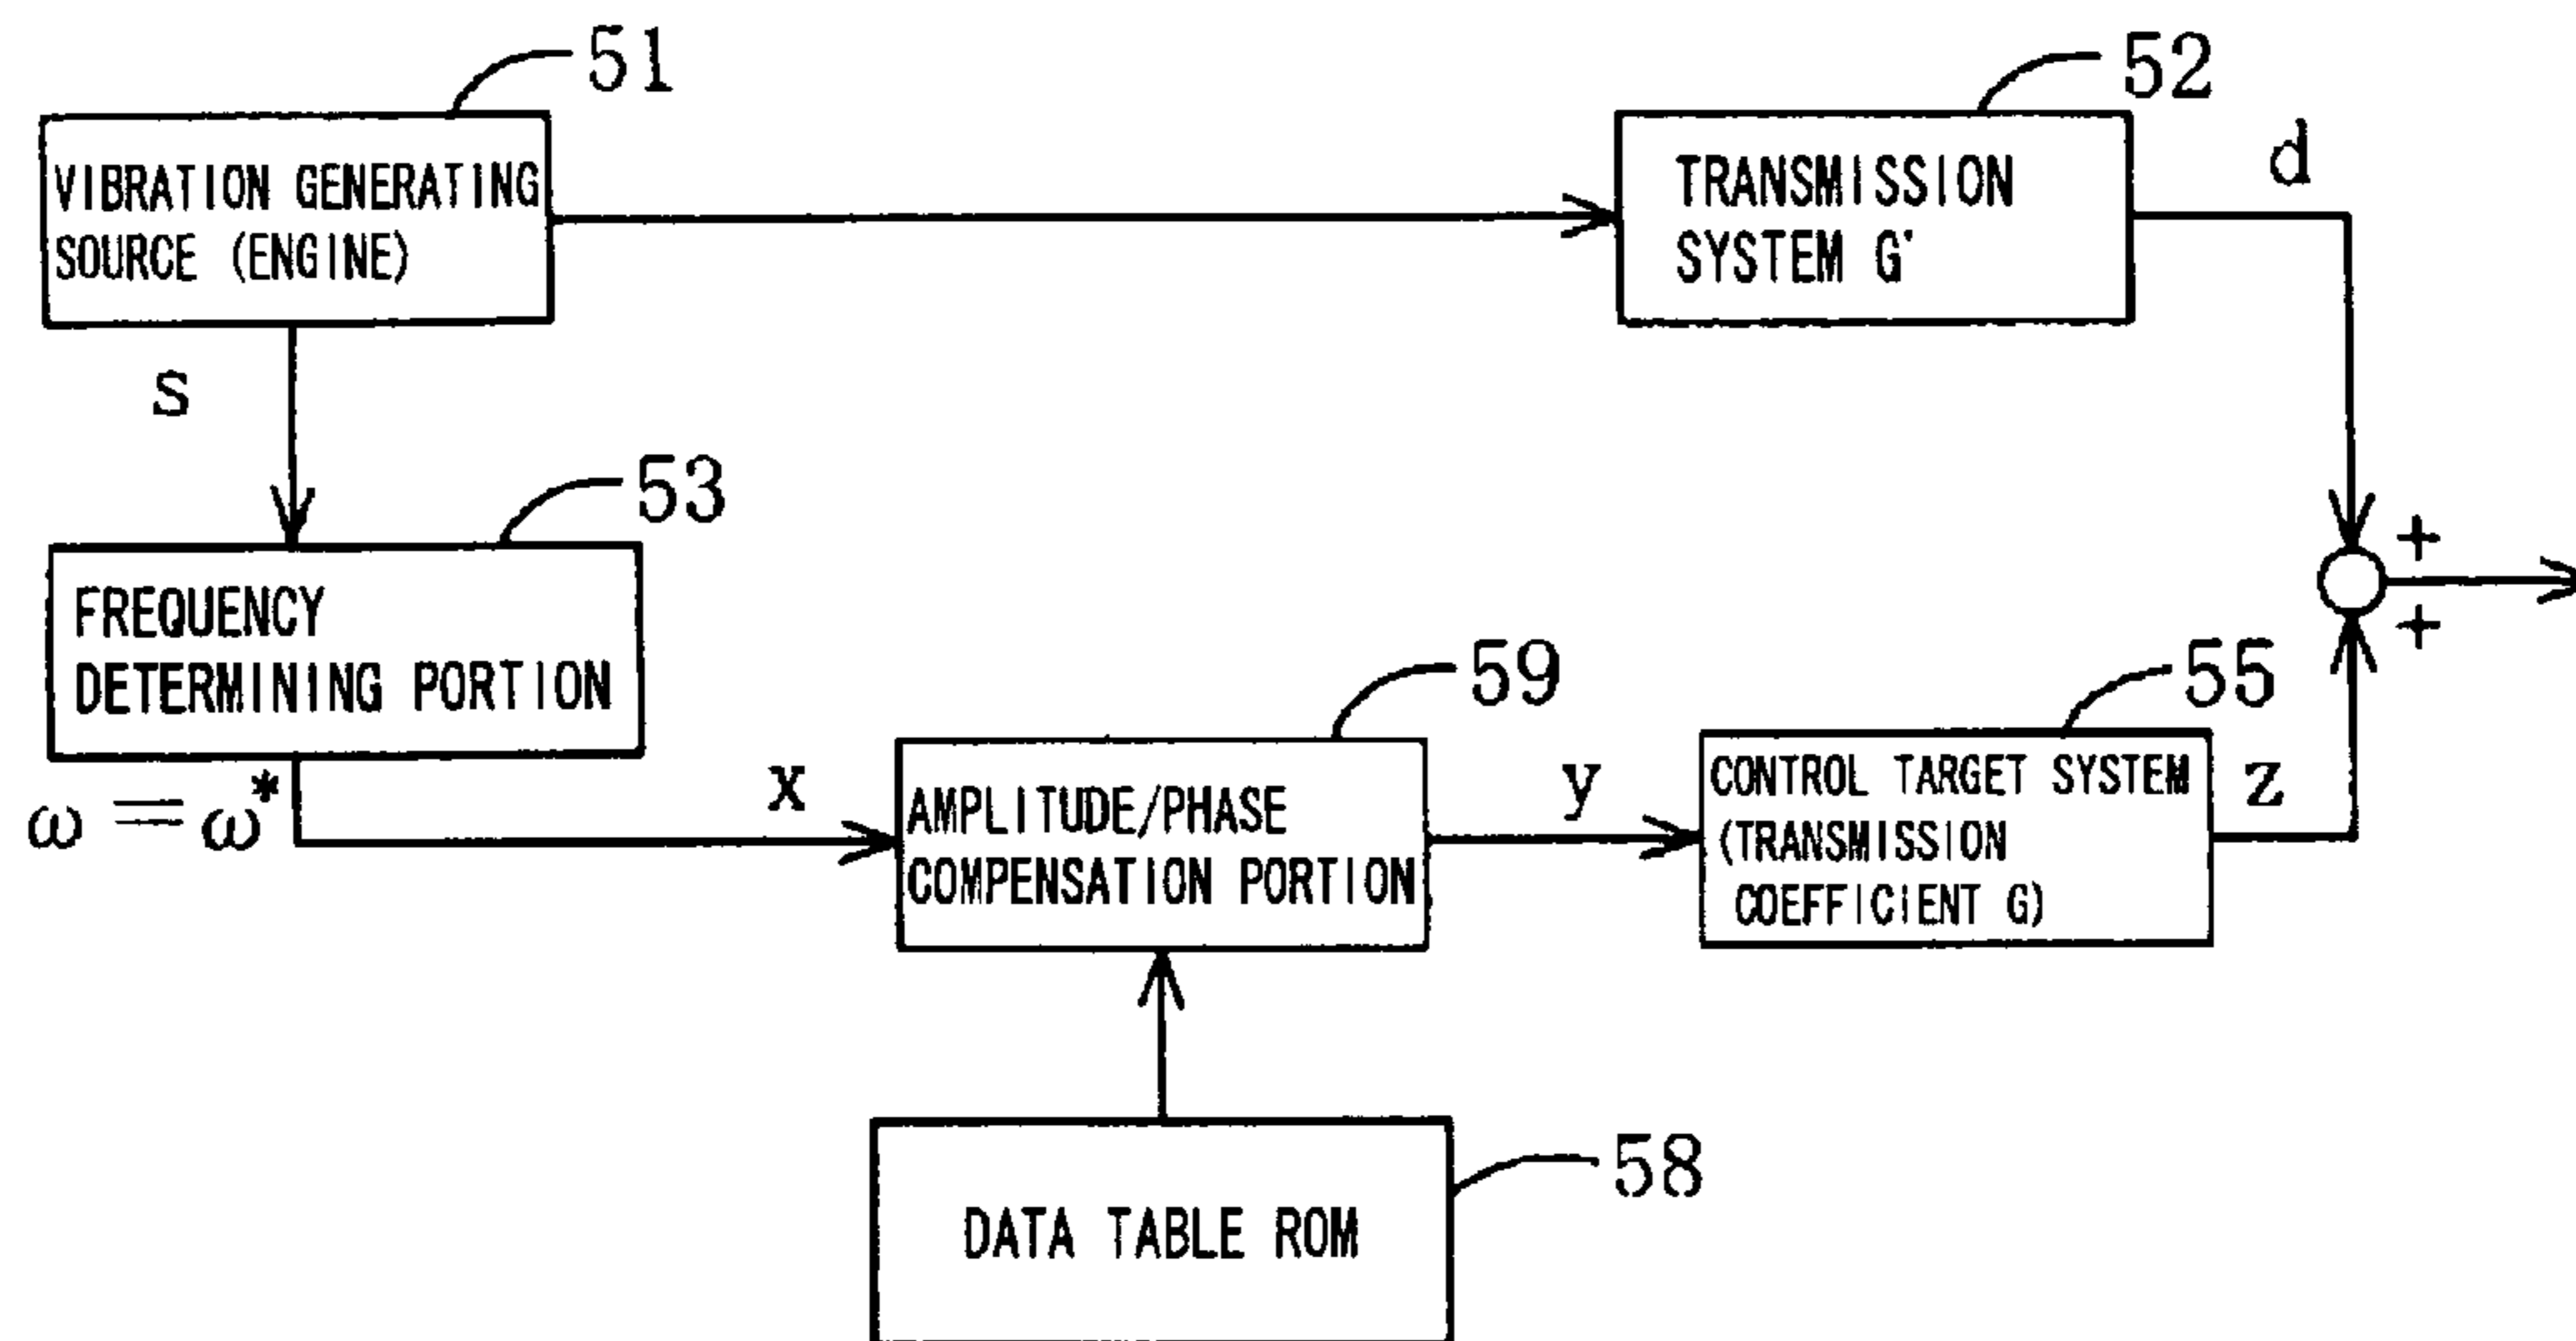 51
VIBRATION GENERATING
SOURCE (ENGINE)
52
TRANSMISSION
SYSTEM G'
d
s
53
FREQUENCY
DETERMINING PORTION
ω=ω*
x
59
AMPLITUDE/PHASE
COMPENSATION PORTION
y
55
CONTROL TARGET SYSTEM
(TRANSMISSION
COEFFICIENT G)
z
+
+
58
DATA TABLE ROM